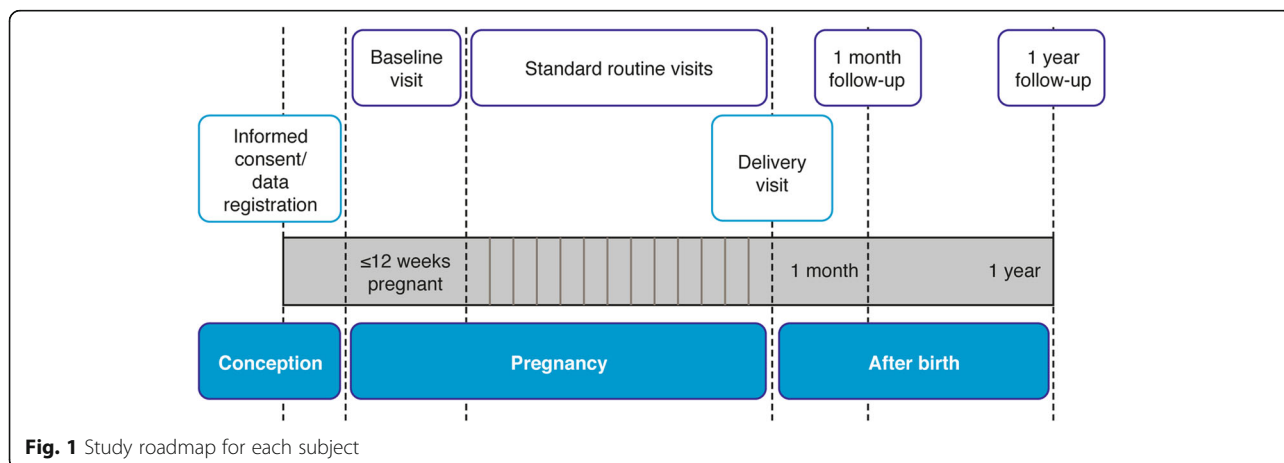 Baseline
visit
Standard routine visits
1 month
follow-up
1 year
follow-up
Informed
consent/
data
registration
Delivery
visit
≤12 weeks
pregnant
1 month
1 year
Conception
Pregnancy
After birth
Fig. 1 Study roadmap for each subject